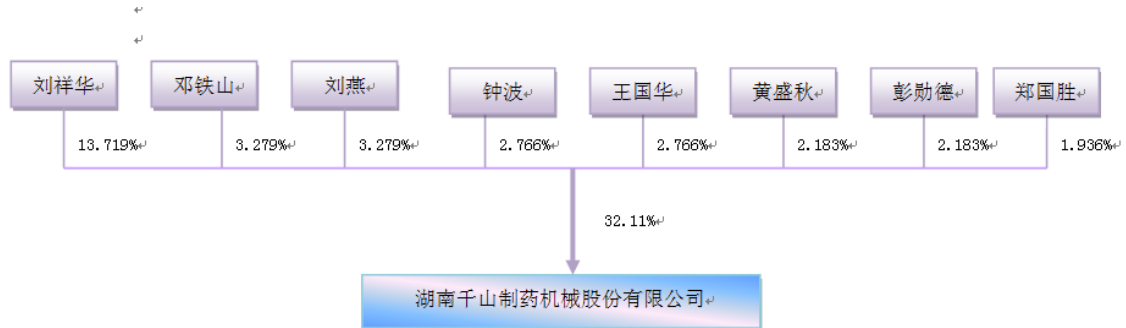 刘祥华
邓铁山
刘燕
钟波
王国华
黄盛秋
彭勋德
郑国胜
13.719%
3.279%
3.279%
2.766%
2.766%
2.183%
2.183%
1.936%
32.11%
湖南千山制药机械股份有限公司